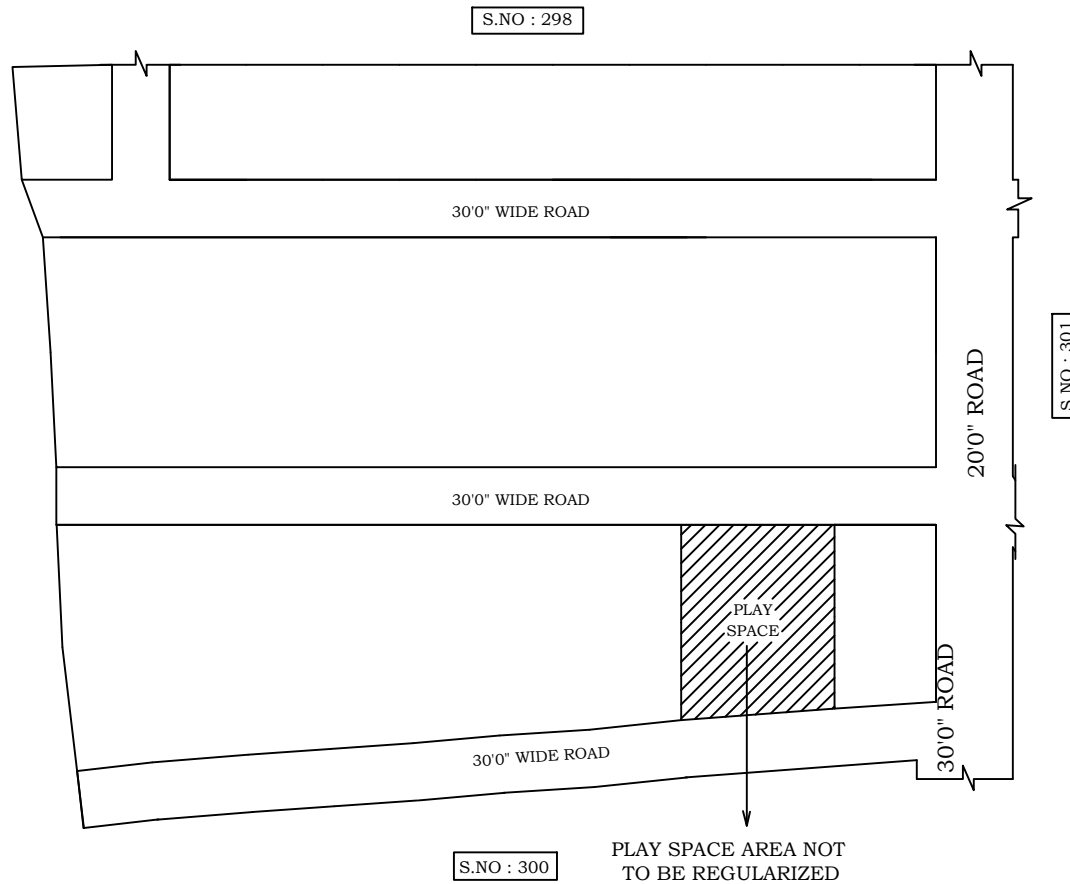 S.NO : 298
30'0" WIDE ROAD
S.NO : 301
20'0" ROAD
30'0" WIDE ROAD
PLAY
SPACE
30'0" ROAD
30'0" WIDE ROAD
PLAY SPACE AREA NOT
TO BE REGULARIZED
S.NO : 300